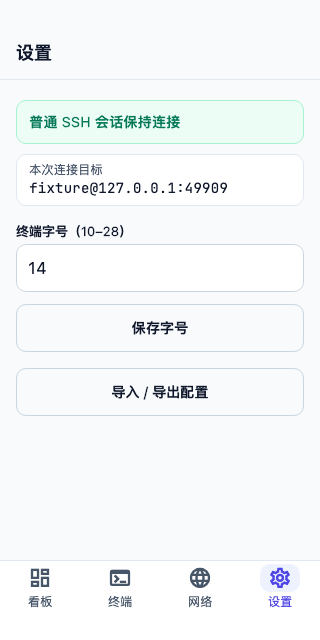 设置
普通 SSH 会话保持连接
本次连接目标
fixture@127.0.0.1:49909
终端字号（10–28）
14
保存字号
导入 / 导出配置
看板
终端
网络
设置